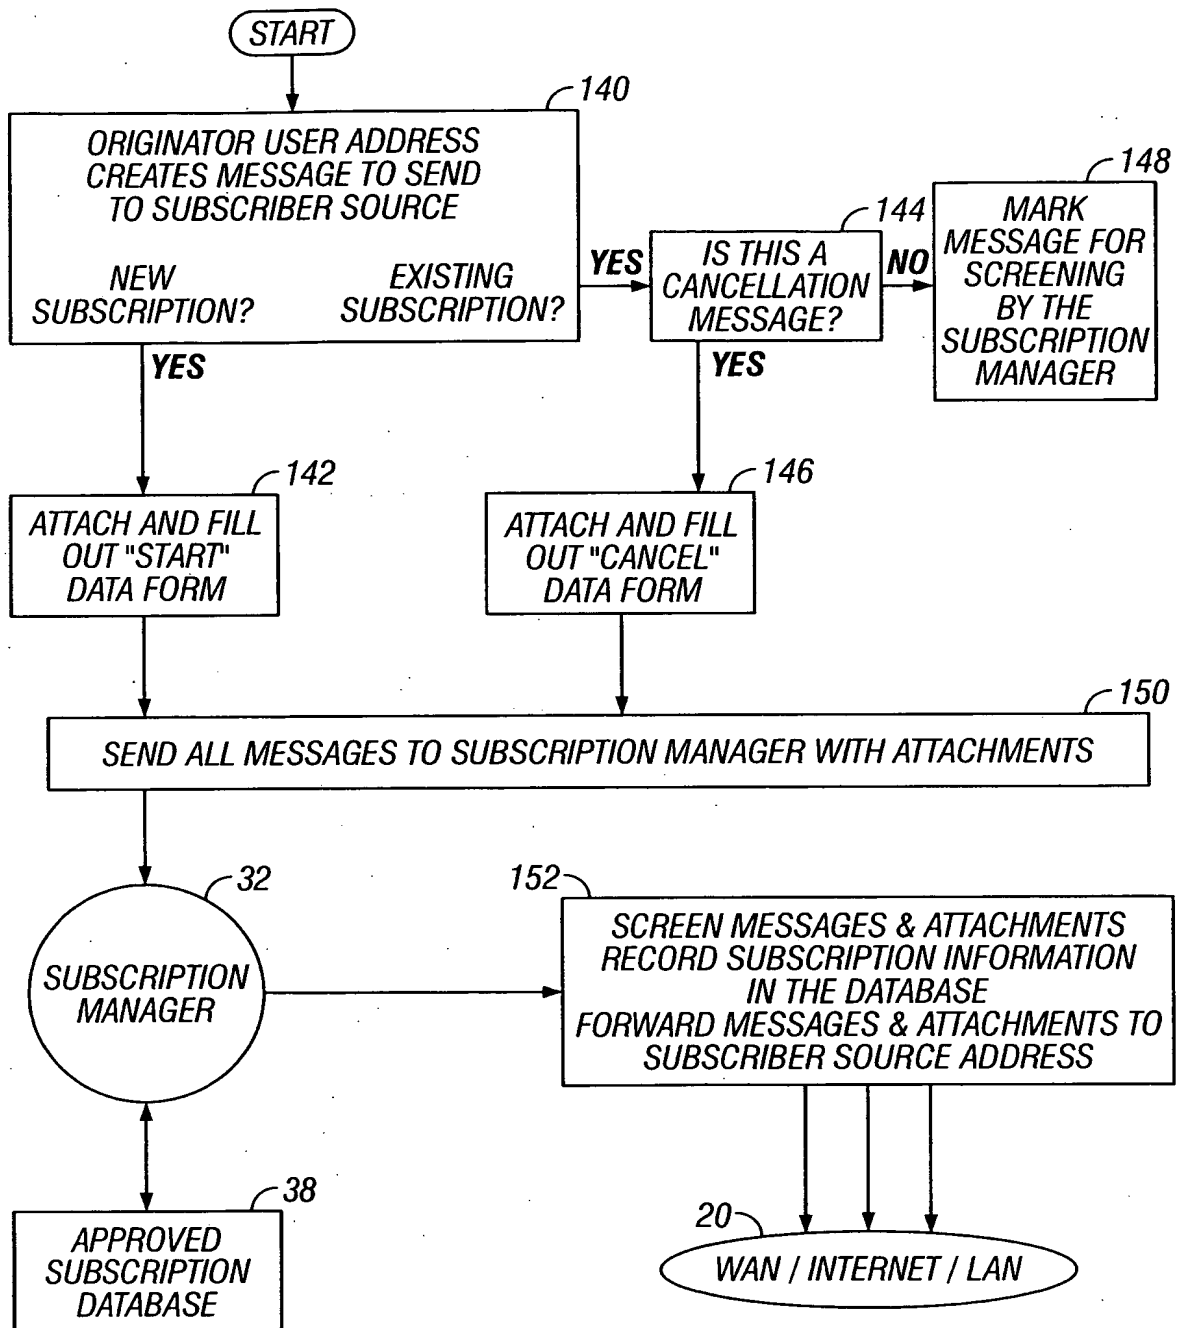 START
140
ORIGINATOR USER ADDRESS
CREATES MESSAGE TO SEND
TO SUBSCRIBER SOURCE
NEW
SUBSCRIPTION?
EXISTING
SUBSCRIPTION?
YES
144
IS THIS A
CANCELLATION
MESSAGE?
NO
148
MARK
MESSAGE FOR
SCREENING
BY THE
SUBSCRIPTION
MANAGER
YES
YES
142
ATTACH AND FILL
OUT "START"
DATA FORM
146
ATTACH AND FILL
OUT "CANCEL"
DATA FORM
150
SEND ALL MESSAGES TO SUBSCRIPTION MANAGER WITH ATTACHMENTS
32
SUBSCRIPTION
MANAGER
152
SCREEN MESSAGES & ATTACHMENTS
RECORD SUBSCRIPTION INFORMATION
IN THE DATABASE
FORWARD MESSAGES & ATTACHMENTS TO
SUBSCRIBER SOURCE ADDRESS
38
APPROVED
SUBSCRIPTION
DATABASE
20
WAN / INTERNET / LAN